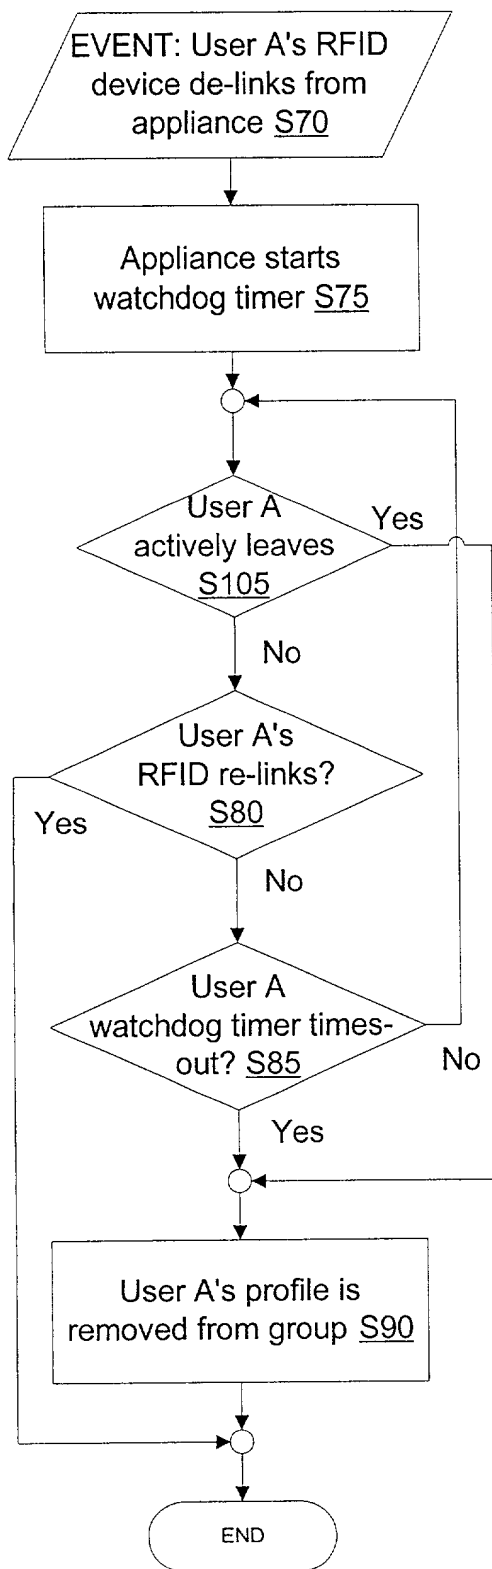 EVENT: User A's RFID
device de-links from
appliance S70
Appliance starts
watchdog timer S75
User A
actively leaves
S105
Yes
No
User A's
RFID re-links?
S80
Yes
No
User A
watchdog timer times-
out? S85
No
Yes
User A's profile is
removed from group S90
END